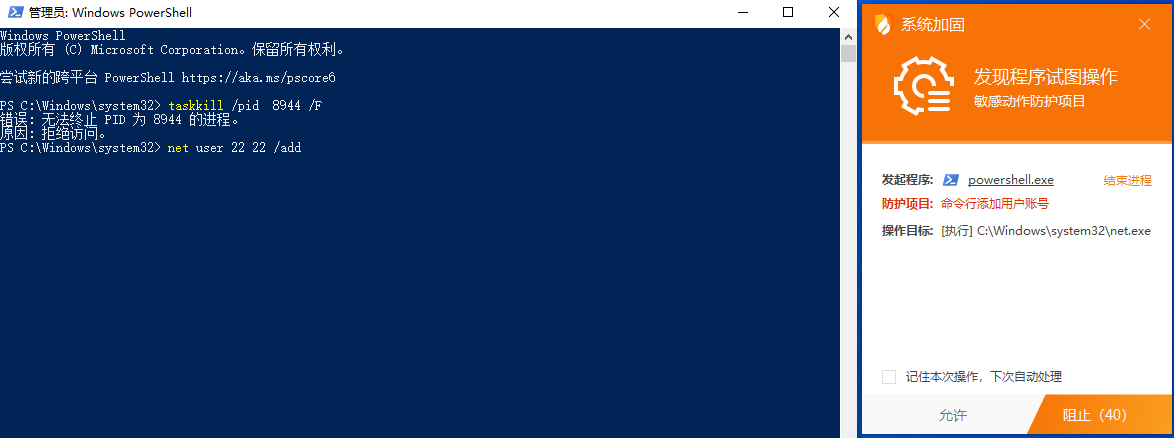 管理员: Windows PowerShell
Windows PowerShell
版权所有 (C) Microsoft Corporation。保留所有权利。
尝试新的跨平台 PowerShell https://aka.ms/pscore6
PS C:\Windows\system32> taskkill /pid  8944 /F
错误: 无法终止 PID 为 8944 的进程。
原因: 拒绝访问。
PS C:\Windows\system32> net user 22 22 /add
系统加固
发现程序试图操作
敏感动作防护项目
发起程序: powershell.exe 结束进程
防护项目: 命令行添加用户账号
操作目标: [执行] C:\Windows\system32\net.exe
记住本次操作，下次自动处理
允许 阻止（40）